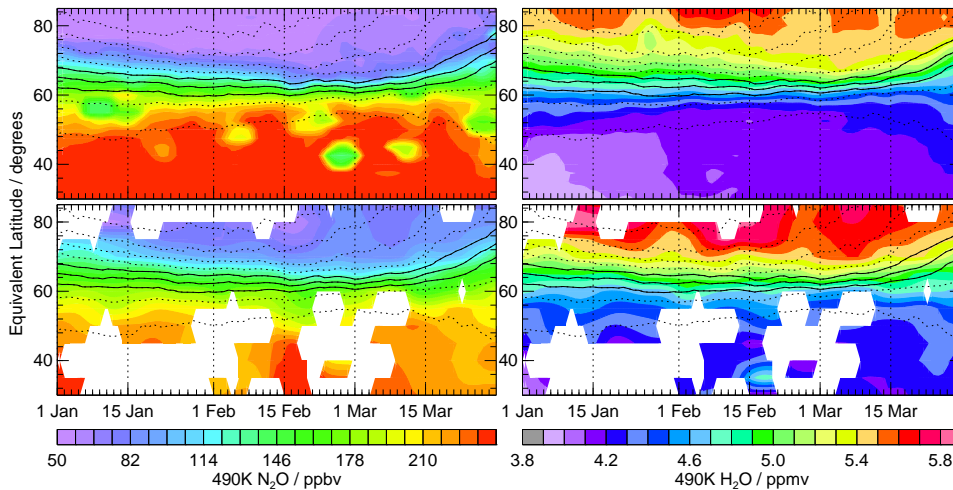 80
60
40
Equivalent Latitude / degrees
80
60
40
1 Jan 15 Jan 1 Feb 15 Feb 1 Mar 15 Mar
1 Jan 15 Jan 1 Feb 15 Feb 1 Mar 15 Mar
50 82 114 146 178 210
490K N₂O / ppbv
3.8 4.2 4.6 5.0 5.4 5.8
490K H₂O / ppmv